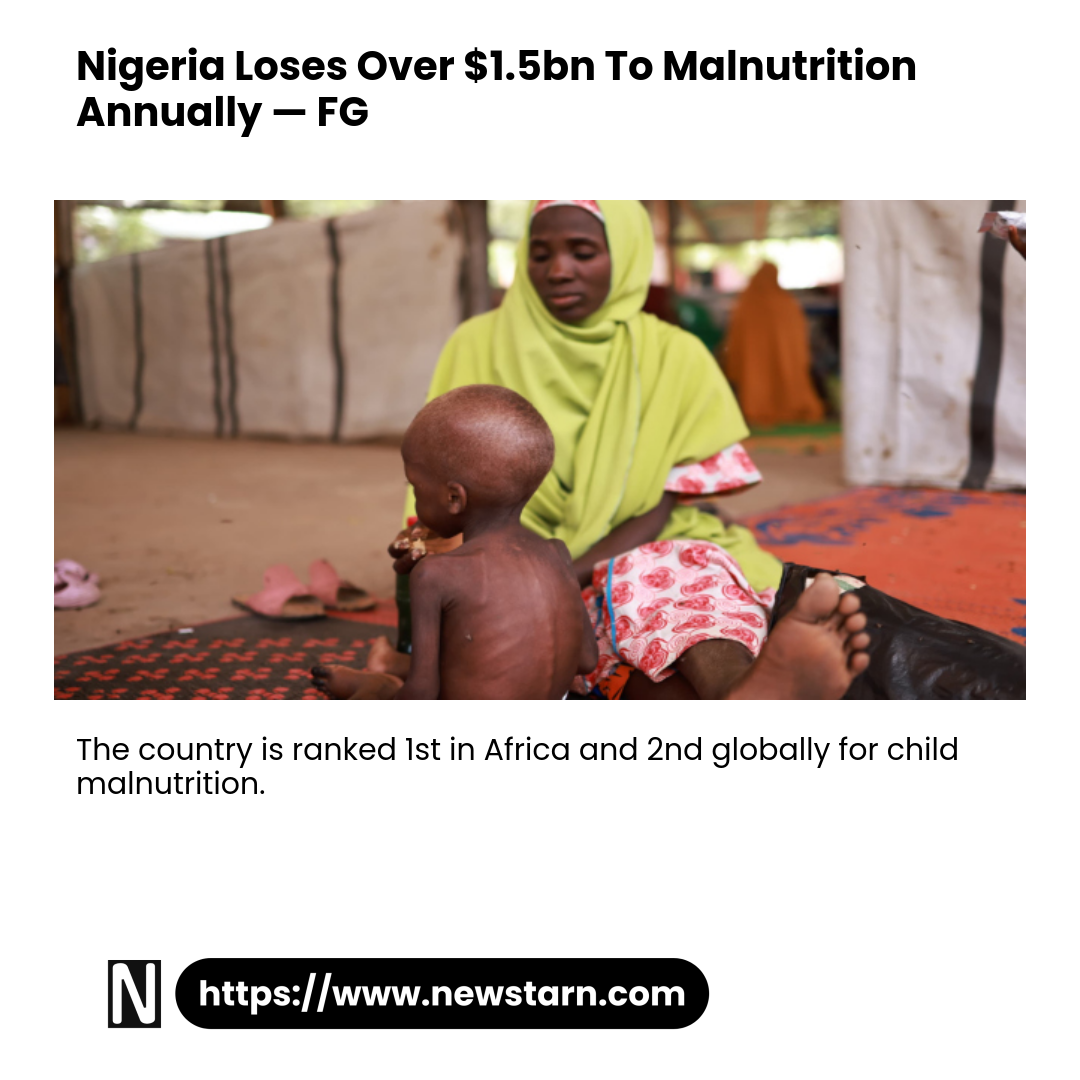 Nigeria Loses Over $1.5bn To Malnutrition
Annually — FG
The country is ranked 1st in Africa and 2nd globally for child
malnutrition.
N https://www.newstarn.com